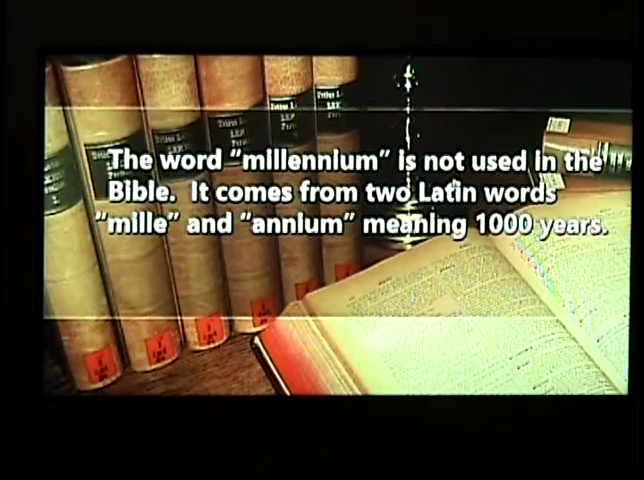 The word “millennium” is not used in the
Bible.  It comes from two Latin words
“mille” and “annium” meaning 1000 years.